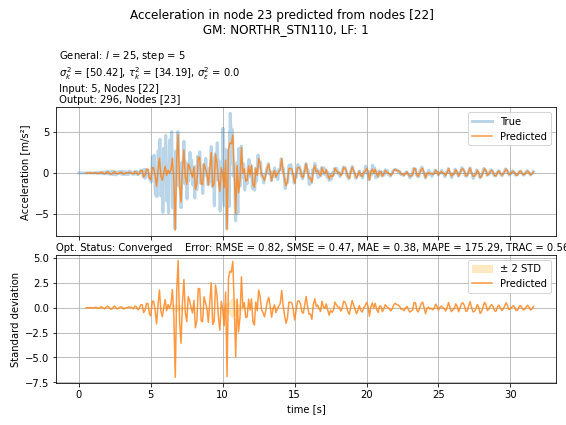 Acceleration in node 23 predicted from nodes [22]
GM: NORTHR_STN110, LF: 1
General: l = 25, step = 5
σ²ₖ = [50.42], τ²ₖ = [34.19], σ²ε = 0.0
Input: 5, Nodes [22]
Output: 296, Nodes [23]
Acceleration [m/s²]
5
0
−5
True
Predicted
Opt. Status: Converged Error: RMSE = 0.82, SMSE = 0.47, MAE = 0.38, MAPE = 175.29, TRAC = 0.56
Standard deviation
5.0
2.5
0.0
−2.5
−5.0
−7.5
± 2 STD
Predicted
0 5 10 15 20 25 30
time [s]